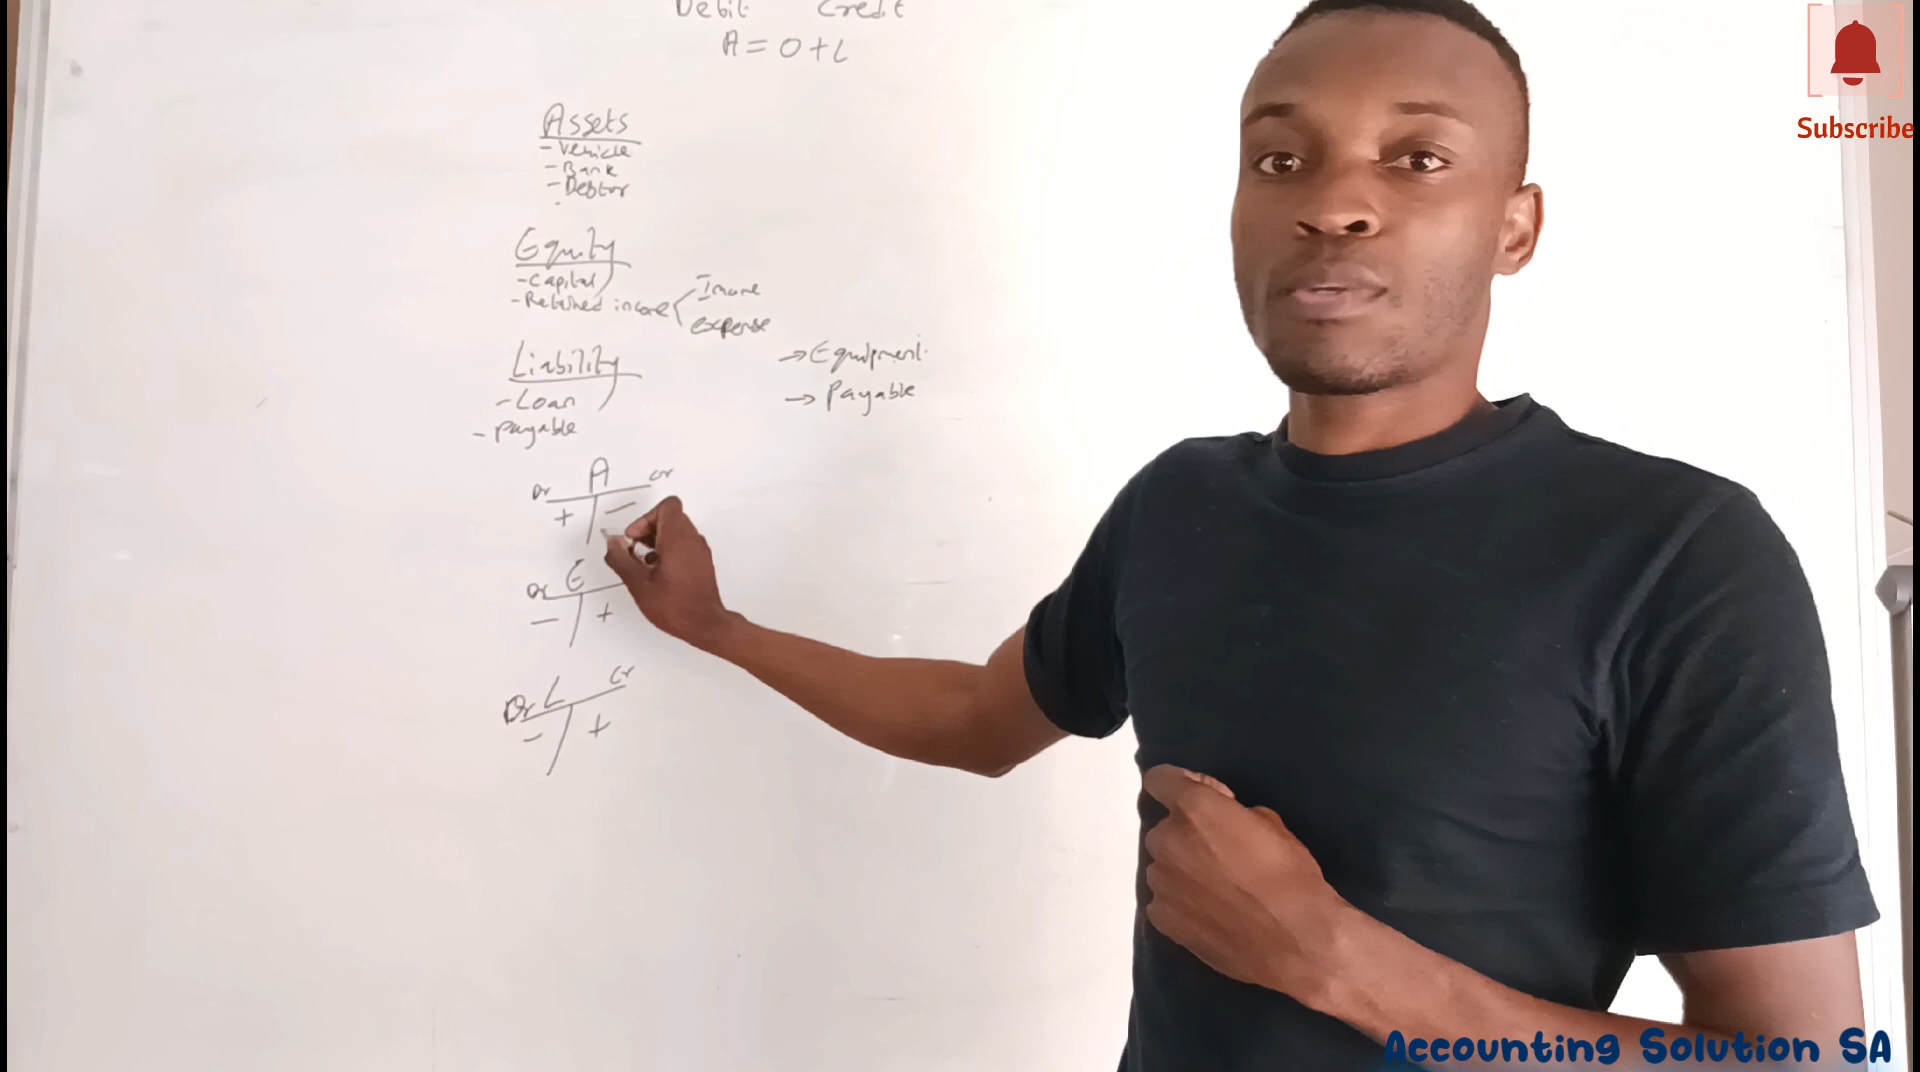 Debit Credit
A = O + L
Assets
- Vehicle
- Bank
- Debtor
Equity
- Capital
- Retained income
Income
expense
Liability
- Loan
- Payable
→ Equipment
→ Payable
Dr A Cr
+ −
Dr E
− +
Dr L Cr
− +
Subscribe
Accounting Solution SA